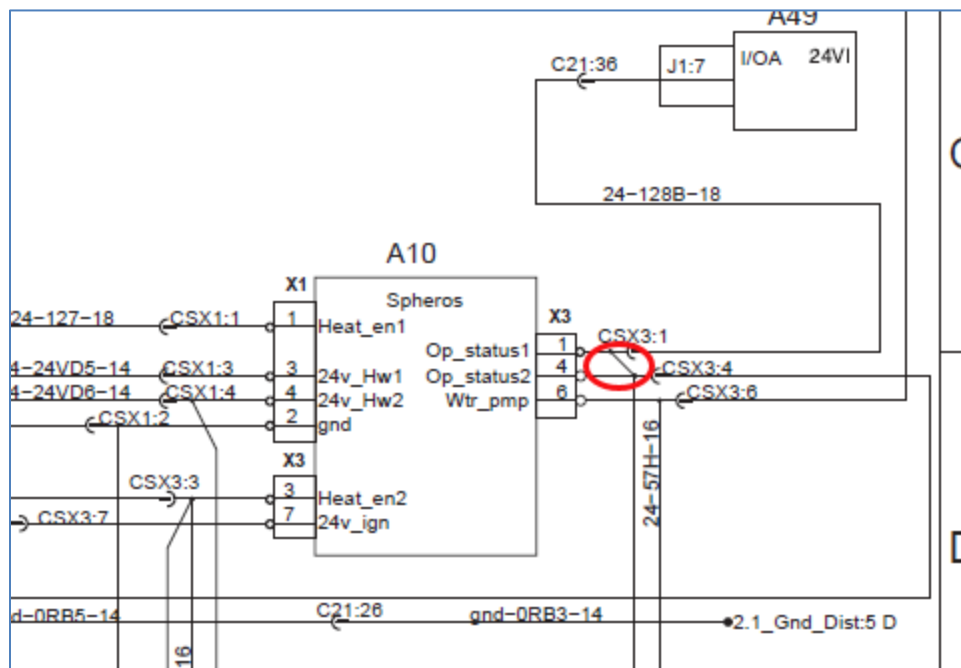 A49
C21:36
J1:7
I/OA 24VI
24-128B-18
A10
X1
Spheros
X3
24-127-18
CSX1:1
1
Heat_en1
CSX3:1
Op_status1
1
4-24VD5-14
CSX1:3
3
24v_Hw1
Op_status2
4
CSX3:4
4-24VD6-14
CSX1:4
4
24v_Hw2
Wtr_pmp
6
CSX3:6
CSX1:2
2
gnd
24-57H-16
X3
CSX3:3
3
Heat_en2
CSX3:7
7
24v_ign
d-0RB5-14
C21:26
gnd-0RB3-14
2.1_Gnd_Dist:5 D
16